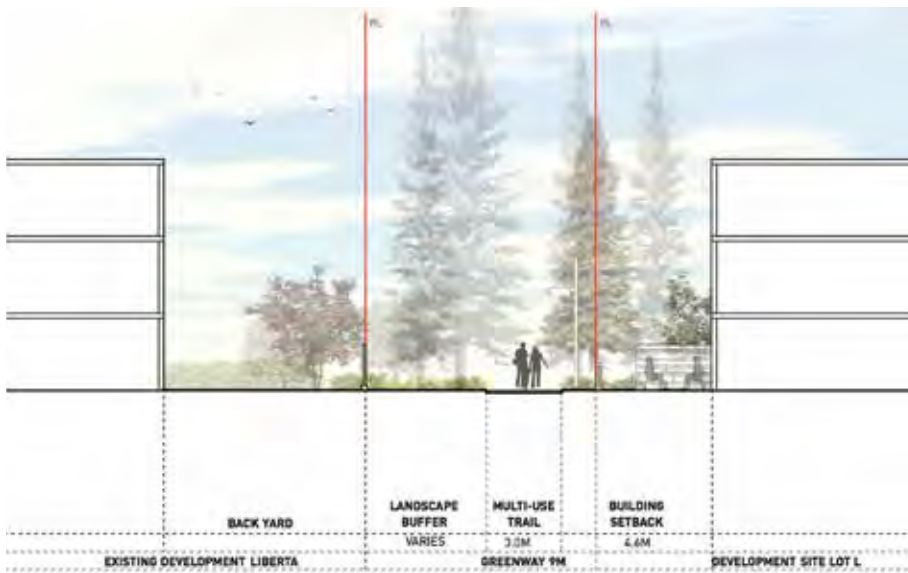 PL
PL
LANDSCAPE
BUFFER
MULTI-USE
TRAIL
BUILDING
SETBACK
BACK YARD
VARIES
3.0M
4.6M
EXISTING DEVELOPMENT LIBERTA
GREENWAY 9M
DEVELOPMENT SITE LOT L